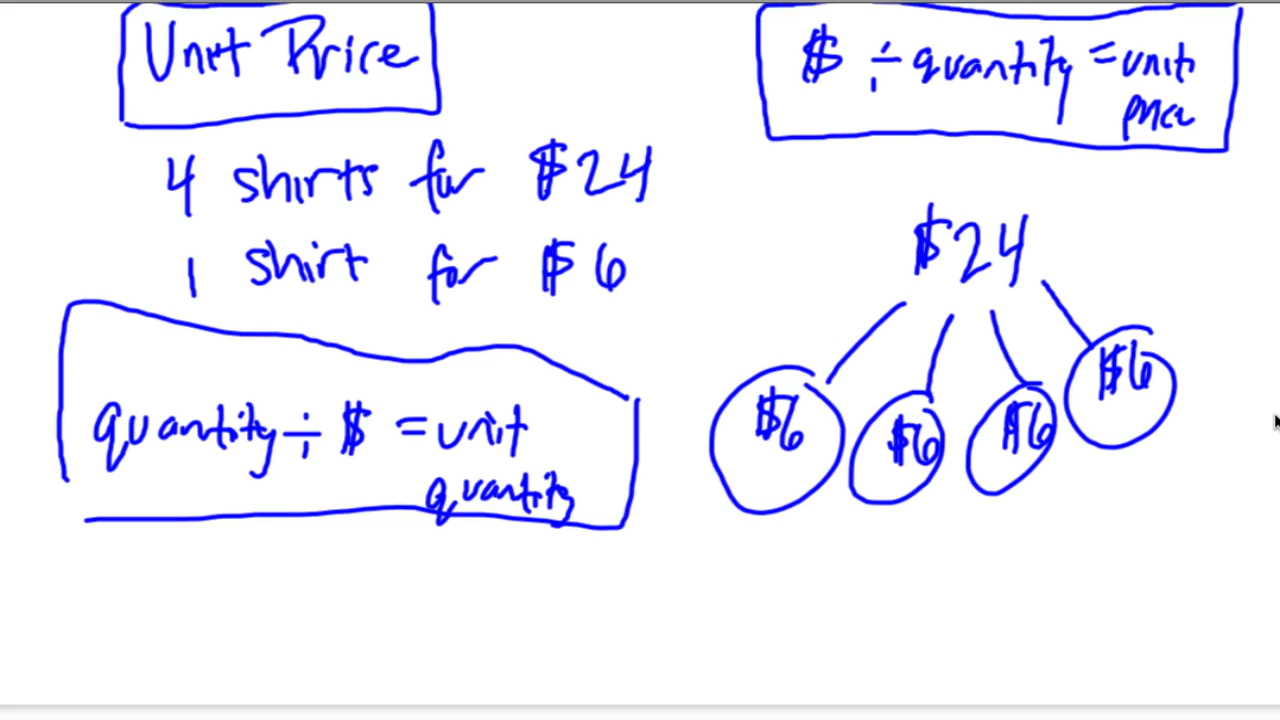 Unit Price
$ ÷ quantity = unit
price
4 shirts for $24
1 shirt for $6
$24
$6 $6 $6 $6
quantity ÷ $ = unit
quantity